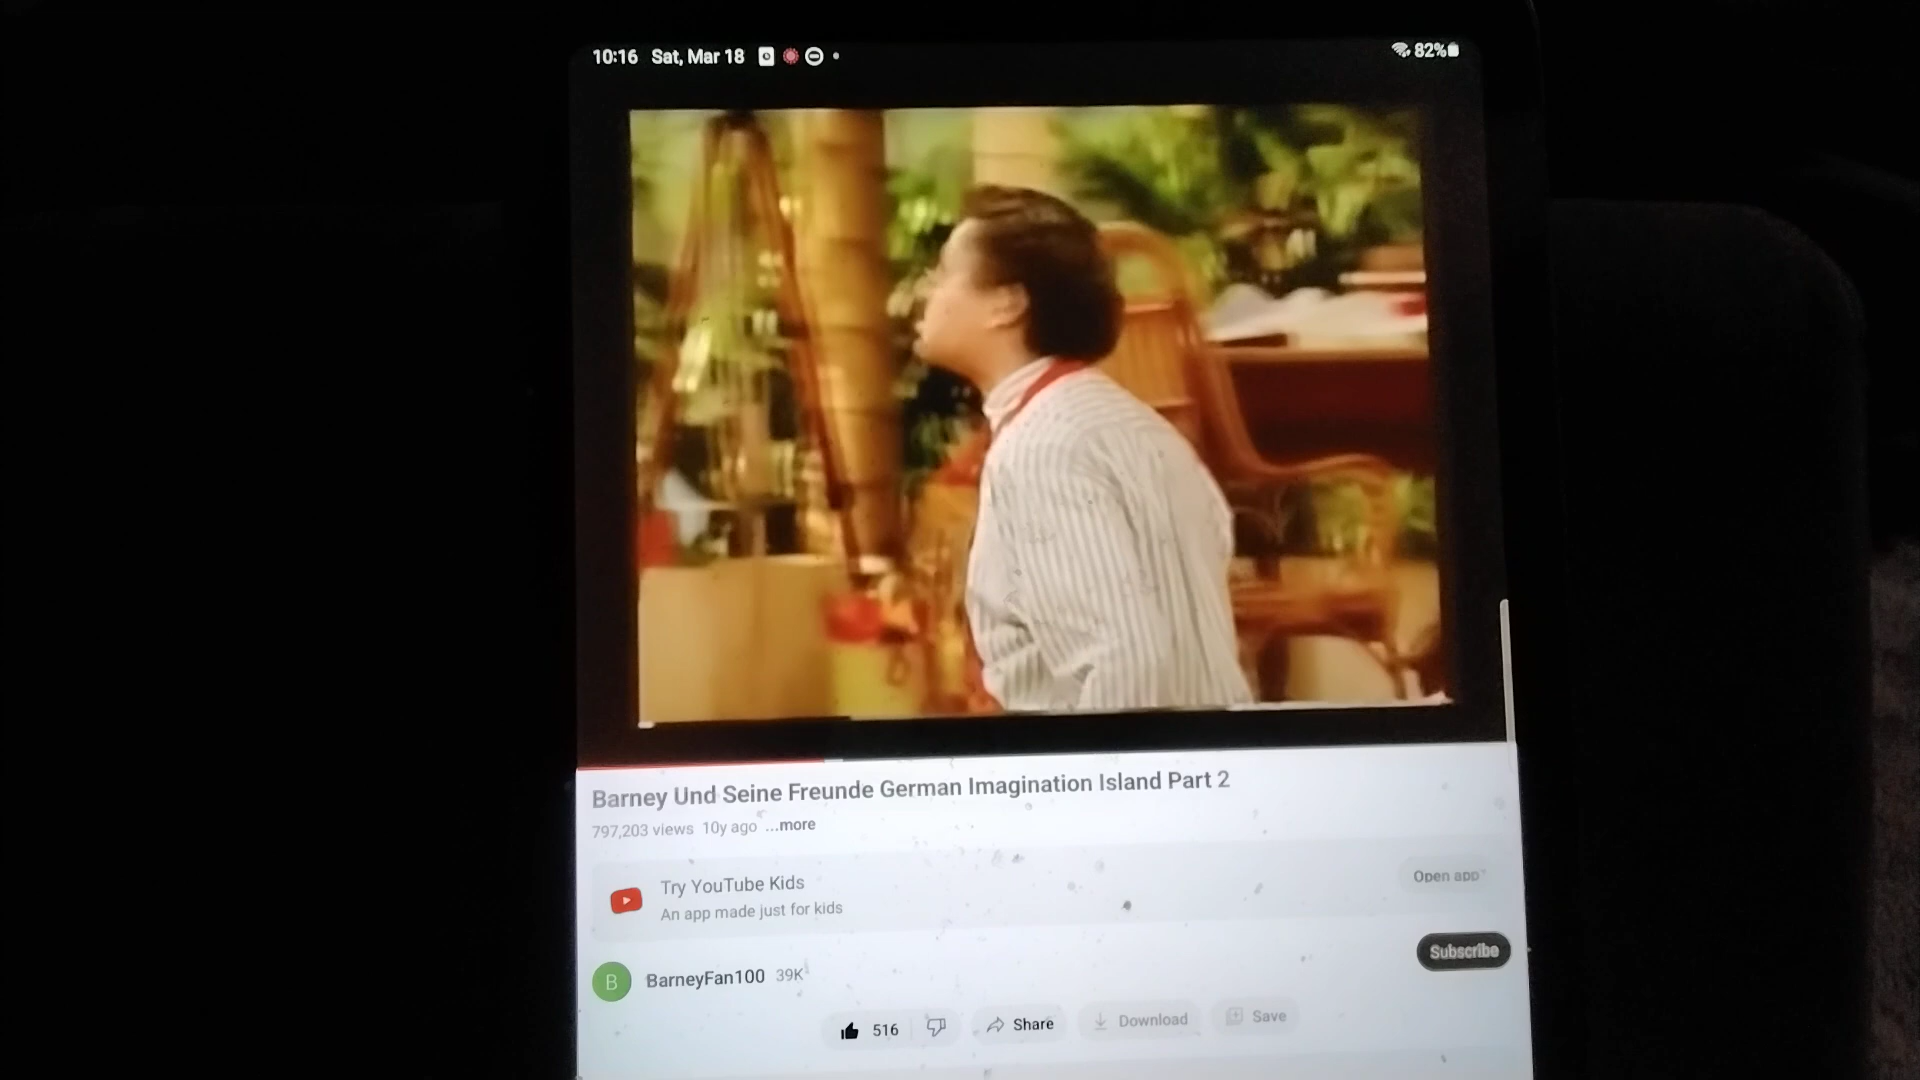 10:16 Sat, Mar 18
82%
Barney Und Seine Freunde German Imagination Island Part 2
797,203 views 10y ago ...more
Try YouTube Kids
An app made just for kids
Open app
B BarneyFan100 39K
Subscribe
516 Share Download Save